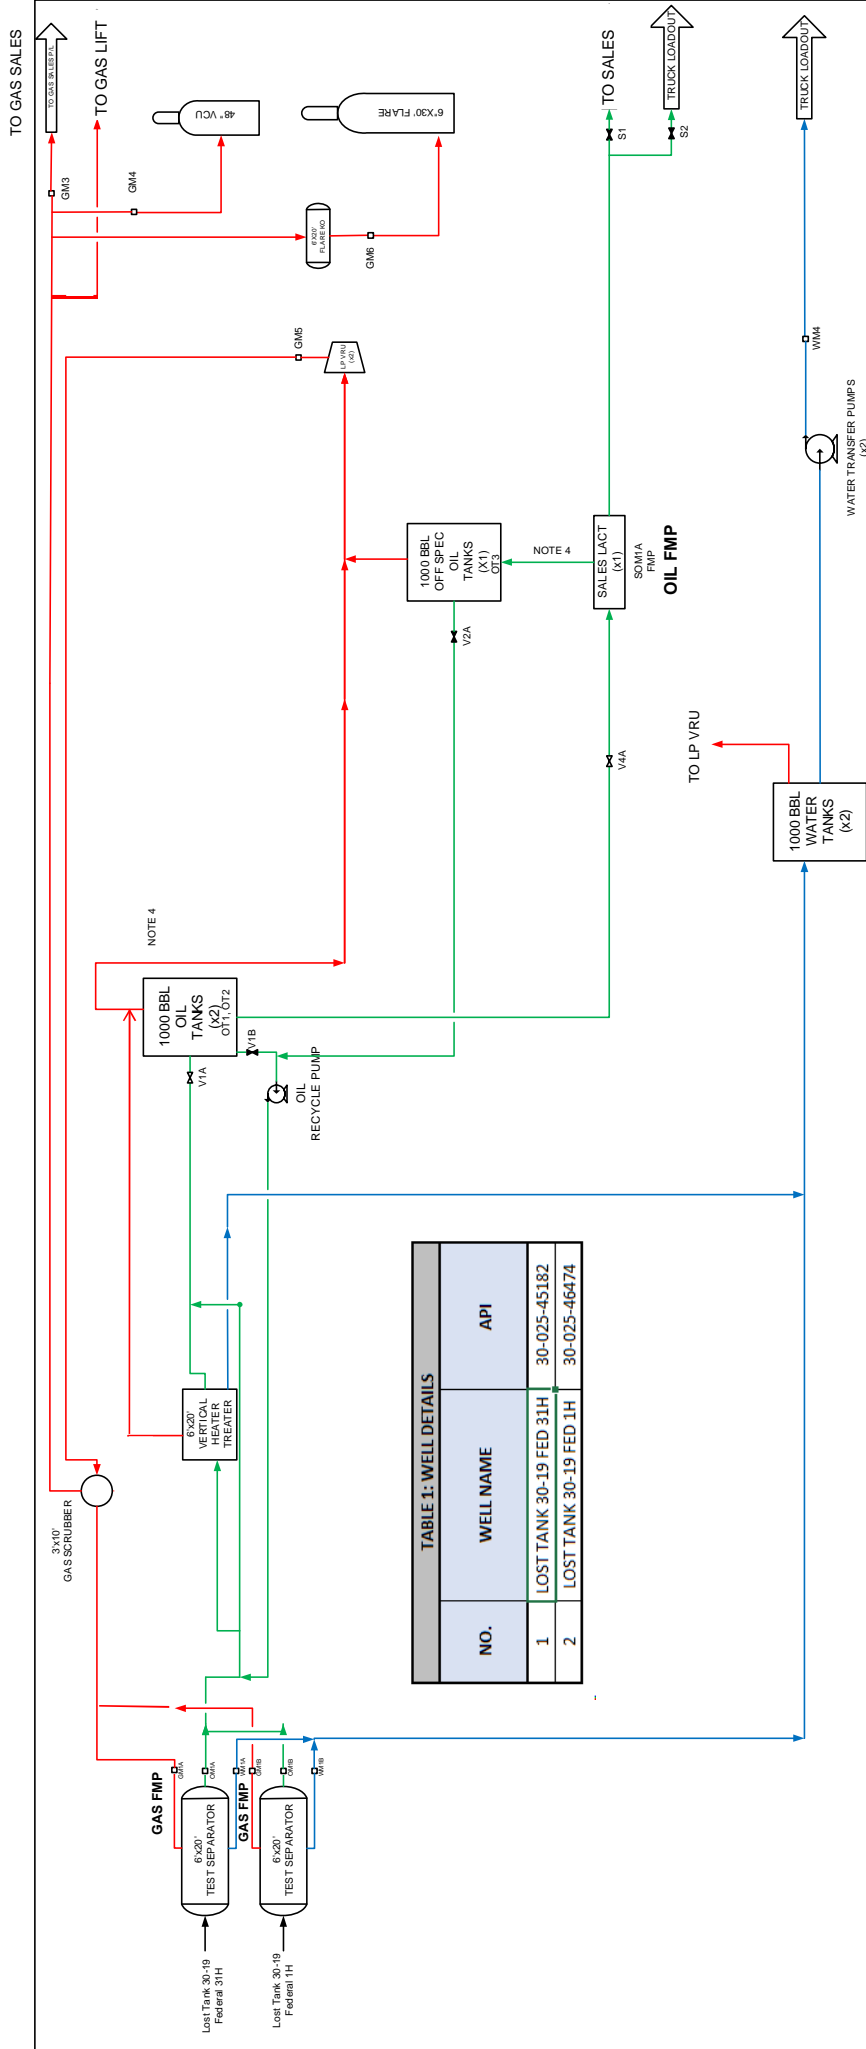 TO GAS SALES
TO GAS SALES P/L
TO GAS LIFT
GM3
GM4
48" VCU
6"X30' FLARE
6'X20'
FLARE KO
GM6
GM5
LP VRU
(x2)
TO SALES
S1
TRUCK LOADOUT
S2
TRUCK LOADOUT
WM4
WATER TRANSFER PUMPS
(x2)
SALES LACT
(x1)
SOM1A
FMP
OIL FMP
NOTE 4
1000 BBL
OFF SPEC
OIL
TANKS
(X1)
OT3
V2A
V4A
TO LP VRU
1000 BBL
WATER
TANKS
(x2)
NOTE 4
1000 BBL
OIL
TANKS
(x2)
OT1, OT2
V1A
V1B
OIL
RECYCLE PUMP
6'x20'
VERTICAL
HEATER
TREATER
3'x10'
GAS SCRUBBER
TABLE 1: WELL DETAILS
NO. WELL NAME API
1 LOST TANK 30-19 FED 31H 30-025-45182
2 LOST TANK 30-19 FED 1H 30-025-46474
GAS FMP
GM1A
OM1A
WM1A
GAS FMP
GM1B
OM1B
WM1B
6'x20'
TEST SEPARATOR
6'x20'
TEST SEPARATOR
Lost Tank 30-19
Federal 31H
Lost Tank 30-19
Federal 1H